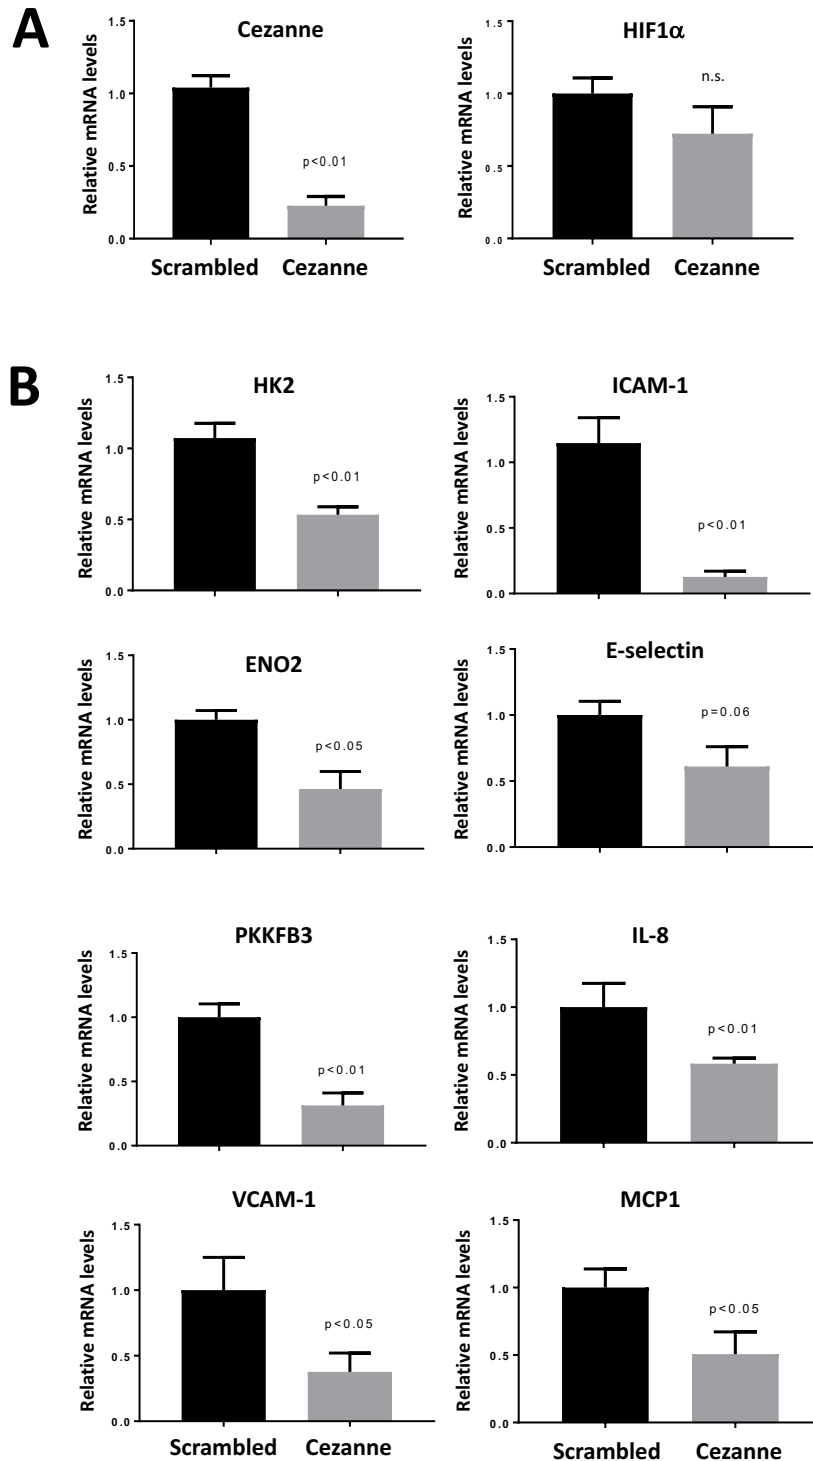 A
Cezanne
Relative mRNA levels
1.5
1.0
0.5
0.0
p<0.01
Scrambled Cezanne
HIF1α
Relative mRNA levels
1.5
1.0
0.5
0.0
n.s.
Scrambled Cezanne
B
HK2
Relative mRNA levels
1.5
1.0
0.5
0.0
p<0.01
ICAM-1
Relative mRNA levels
1.5
1.0
0.5
0.0
p<0.01
ENO2
Relative mRNA levels
1.5
1.0
0.5
0.0
p<0.05
E-selectin
Relative mRNA levels
1.5
1.0
0.5
0.0
p=0.06
PKKFB3
Relative mRNA levels
1.5
1.0
0.5
0.0
p<0.01
IL-8
Relative mRNA levels
1.5
1.0
0.5
0.0
p<0.01
VCAM-1
Relative mRNA levels
1.5
1.0
0.5
0.0
p<0.05
Scrambled Cezanne
MCP1
Relative mRNA levels
1.5
1.0
0.5
0.0
p<0.05
Scrambled Cezanne